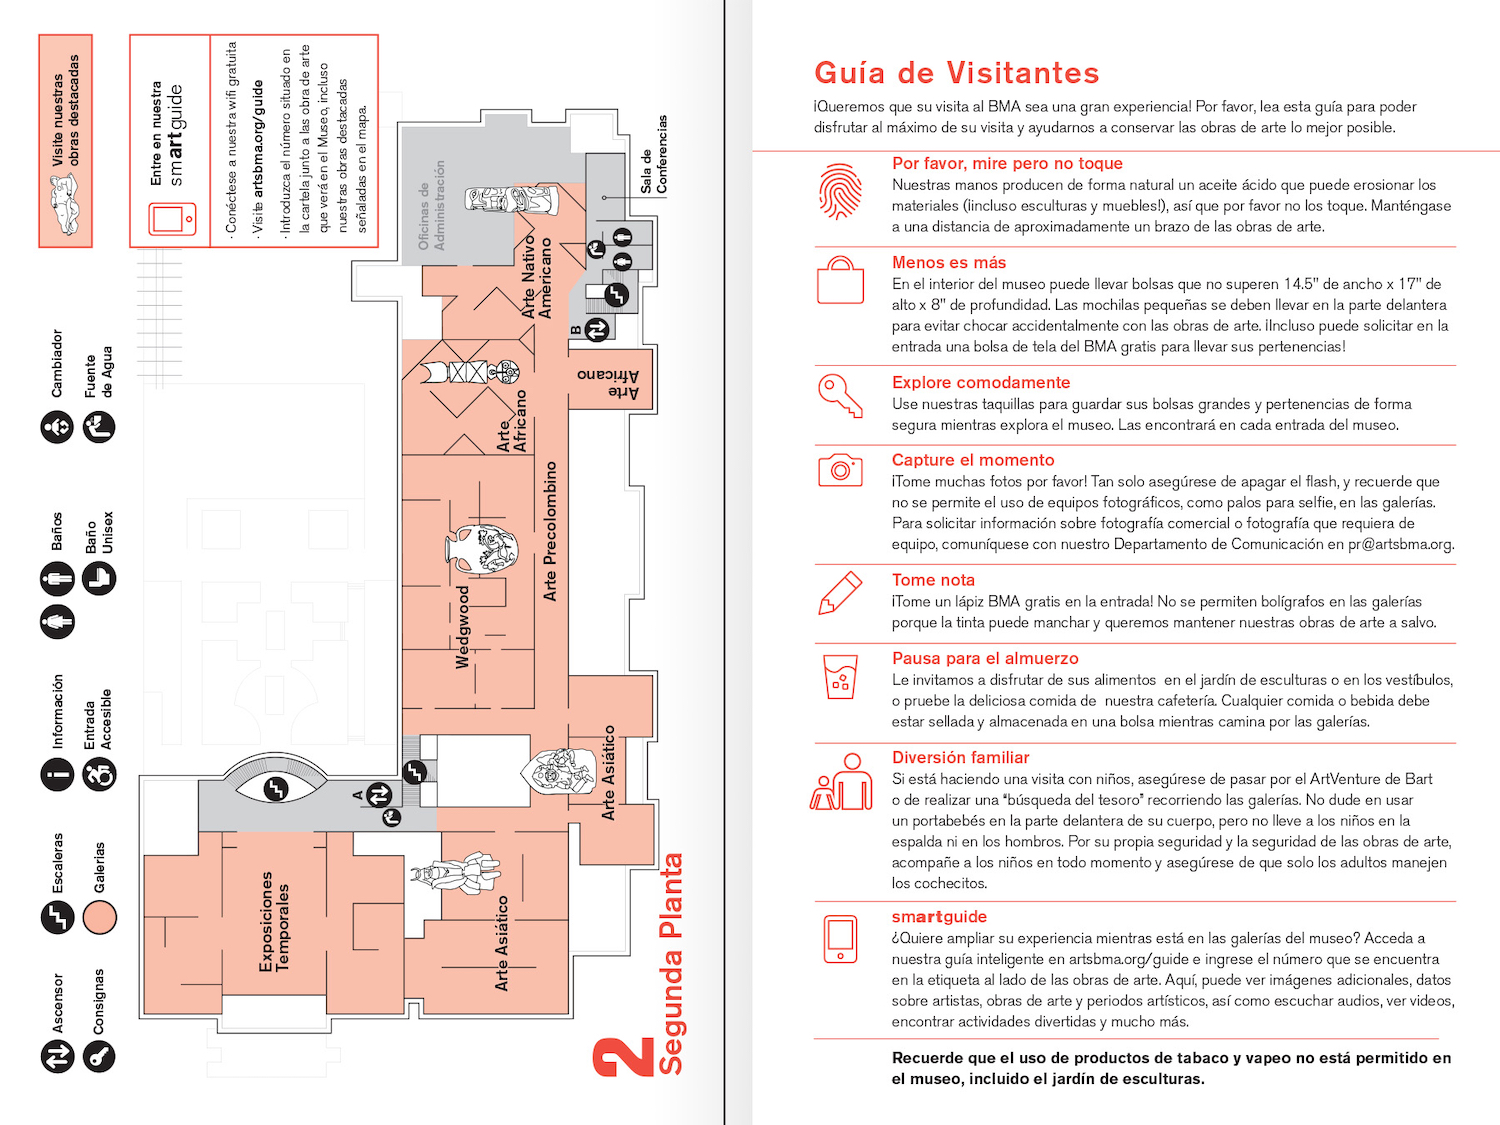 Visite nuestras
obras destacadas
Entre en nuestra
smartguide
· Conéctese a nuestra wifi gratuita
· Visite artsbma.org/guide
· Introduzca el número situado en
la cartela junto a las obra de arte
que verá en el Museo, incluso
nuestras obras destacadas
señaladas en el mapa.
Ascensor
Escaleras
Información
Baños
Cambiador
Consignas
Galerías
Entrada
Accesible
Baño
Unisex
Fuente
de Agua
Oficinas de
Administración
Sala de
Conferencias
Arte Nativo
Americano
B
Arte
Africano
Arte
Africano
Arte Precolombino
Wedgwood
Arte Asiático
A
Exposiciones
Temporales
Arte Asiático
2
Segunda Planta
Guía de Visitantes
¡Queremos que su visita al BMA sea una gran experiencia! Por favor, lea esta guía para poder
disfrutar al máximo de su visita y ayudarnos a conservar las obras de arte lo mejor posible.
Por favor, mire pero no toque
Nuestras manos producen de forma natural un aceite ácido que puede erosionar los
materiales (¡incluso esculturas y muebles!), así que por favor no los toque. Manténgase
a una distancia de aproximadamente un brazo de las obras de arte.
Menos es más
En el interior del museo puede llevar bolsas que no superen 14.5" de ancho x 17" de
alto x 8" de profundidad. Las mochilas pequeñas se deben llevar en la parte delantera
para evitar chocar accidentalmente con las obras de arte. ¡Incluso puede solicitar en la
entrada una bolsa de tela del BMA gratis para llevar sus pertenencias!
Explore comodamente
Use nuestras taquillas para guardar sus bolsas grandes y pertenencias de forma
segura mientras explora el museo. Las encontrará en cada entrada del museo.
Capture el momento
¡Tome muchas fotos por favor! Tan solo asegúrese de apagar el flash, y recuerde que
no se permite el uso de equipos fotográficos, como palos para selfie, en las galerías.
Para solicitar información sobre fotografía comercial o fotografía que requiera de
equipo, comuníquese con nuestro Departamento de Comunicación en pr@artsbma.org.
Tome nota
¡Tome un lápiz BMA gratis en la entrada! No se permiten bolígrafos en las galerías
porque la tinta puede manchar y queremos mantener nuestras obras de arte a salvo.
Pausa para el almuerzo
Le invitamos a disfrutar de sus alimentos en el jardín de esculturas o en los vestíbulos,
o pruebe la deliciosa comida de nuestra cafetería. Cualquier comida o bebida debe
estar sellada y almacenada en una bolsa mientras camina por las galerías.
Diversión familiar
Si está haciendo una visita con niños, asegúrese de pasar por el ArtVenture de Bart
o de realizar una “búsqueda del tesoro” recorriendo las galerías. No dude en usar
un portabebés en la parte delantera de su cuerpo, pero no lleve a los niños en la
espalda ni en los hombros. Por su propia seguridad y la seguridad de las obras de arte,
acompañe a los niños en todo momento y asegúrese de que solo los adultos manejen
los cochecitos.
smartguide
¿Quiere ampliar su experiencia mientras está en las galerías del museo? Acceda a
nuestra guía inteligente en artsbma.org/guide e ingrese el número que se encuentra
en la etiqueta al lado de las obras de arte. Aquí, puede ver imágenes adicionales, datos
sobre artistas, obras de arte y periodos artísticos, así como escuchar audios, ver videos,
encontrar actividades divertidas y mucho más.
Recuerde que el uso de productos de tabaco y vapeo no está permitido en
el museo, incluido el jardín de esculturas.